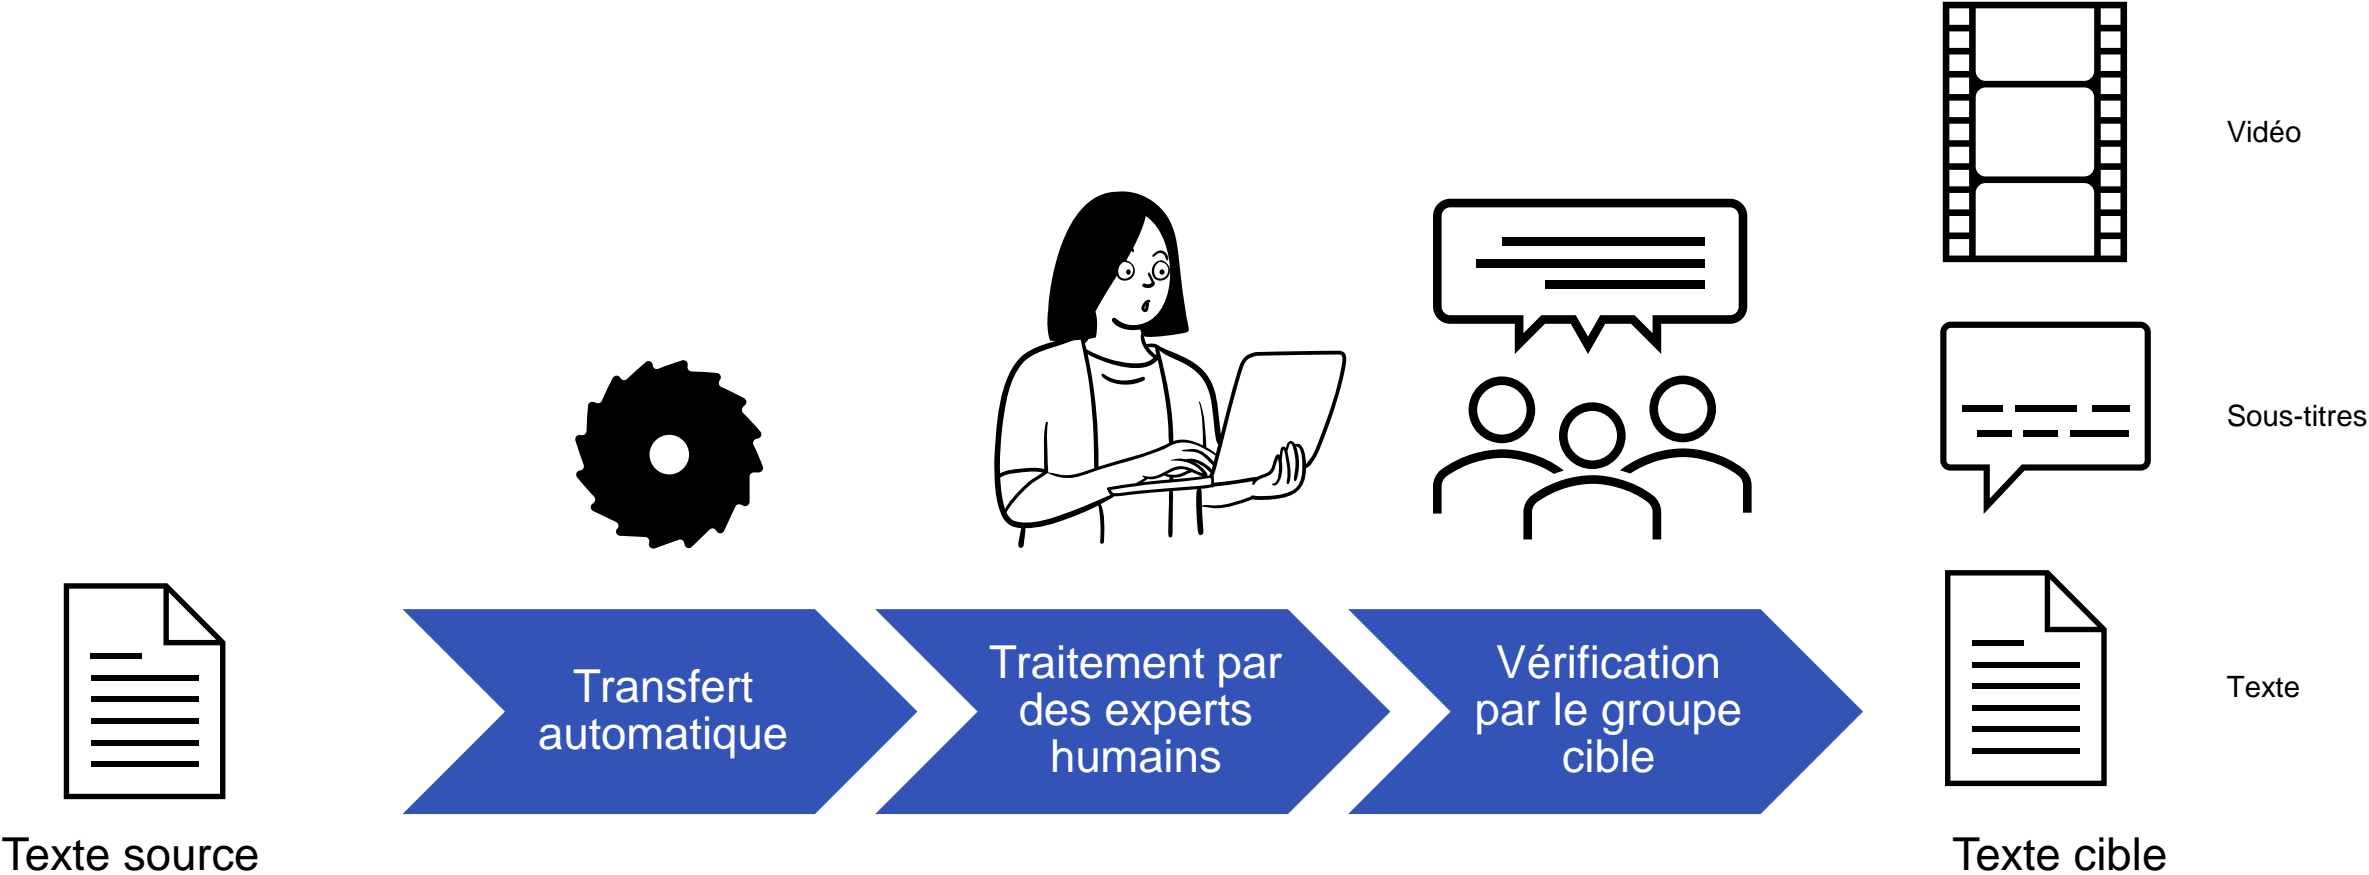 Texte source
Transfert
automatique
Traitement par
des experts
humains
Vérification
par le groupe
cible
Vidéo
Sous-titres
Texte
Texte cible